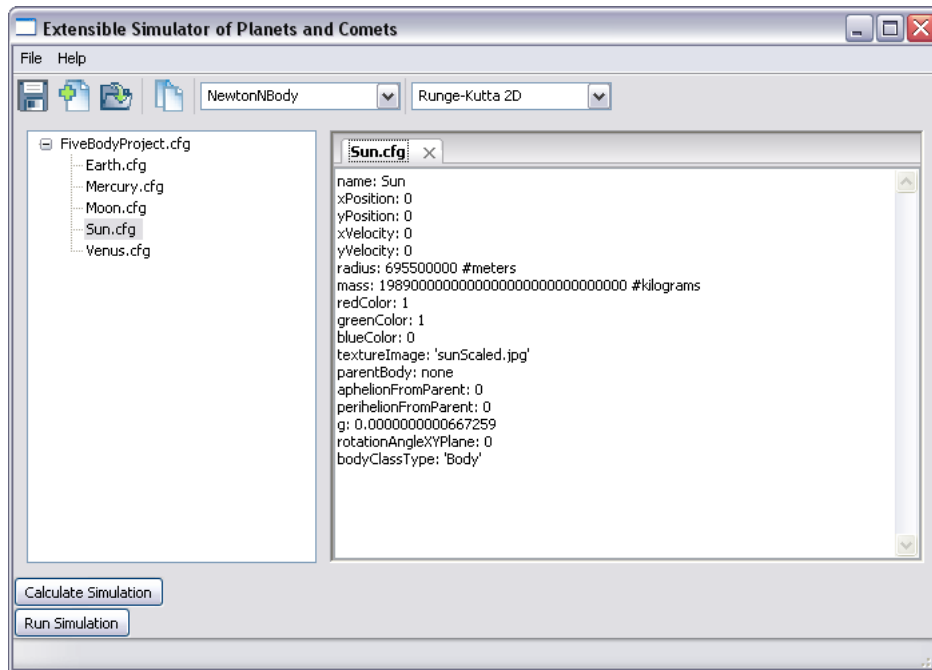 Extensible Simulator of Planets and Comets
File Help
NewtonNBody Runge-Kutta 2D
FiveBodyProject.cfg
Earth.cfg
Mercury.cfg
Moon.cfg
Sun.cfg
Venus.cfg
Sun.cfg
name: Sun
xPosition: 0
yPosition: 0
xVelocity: 0
yVelocity: 0
radius: 695500000 #meters
mass: 1989000000000000000000000000000 #kilograms
redColor: 1
greenColor: 1
blueColor: 0
textureImage: 'sunScaled.jpg'
parentBody: none
aphelionFromParent: 0
perihelionFromParent: 0
g: 0.0000000000667259
rotationAngleXYPlane: 0
bodyClassType: 'Body'
Calculate Simulation
Run Simulation